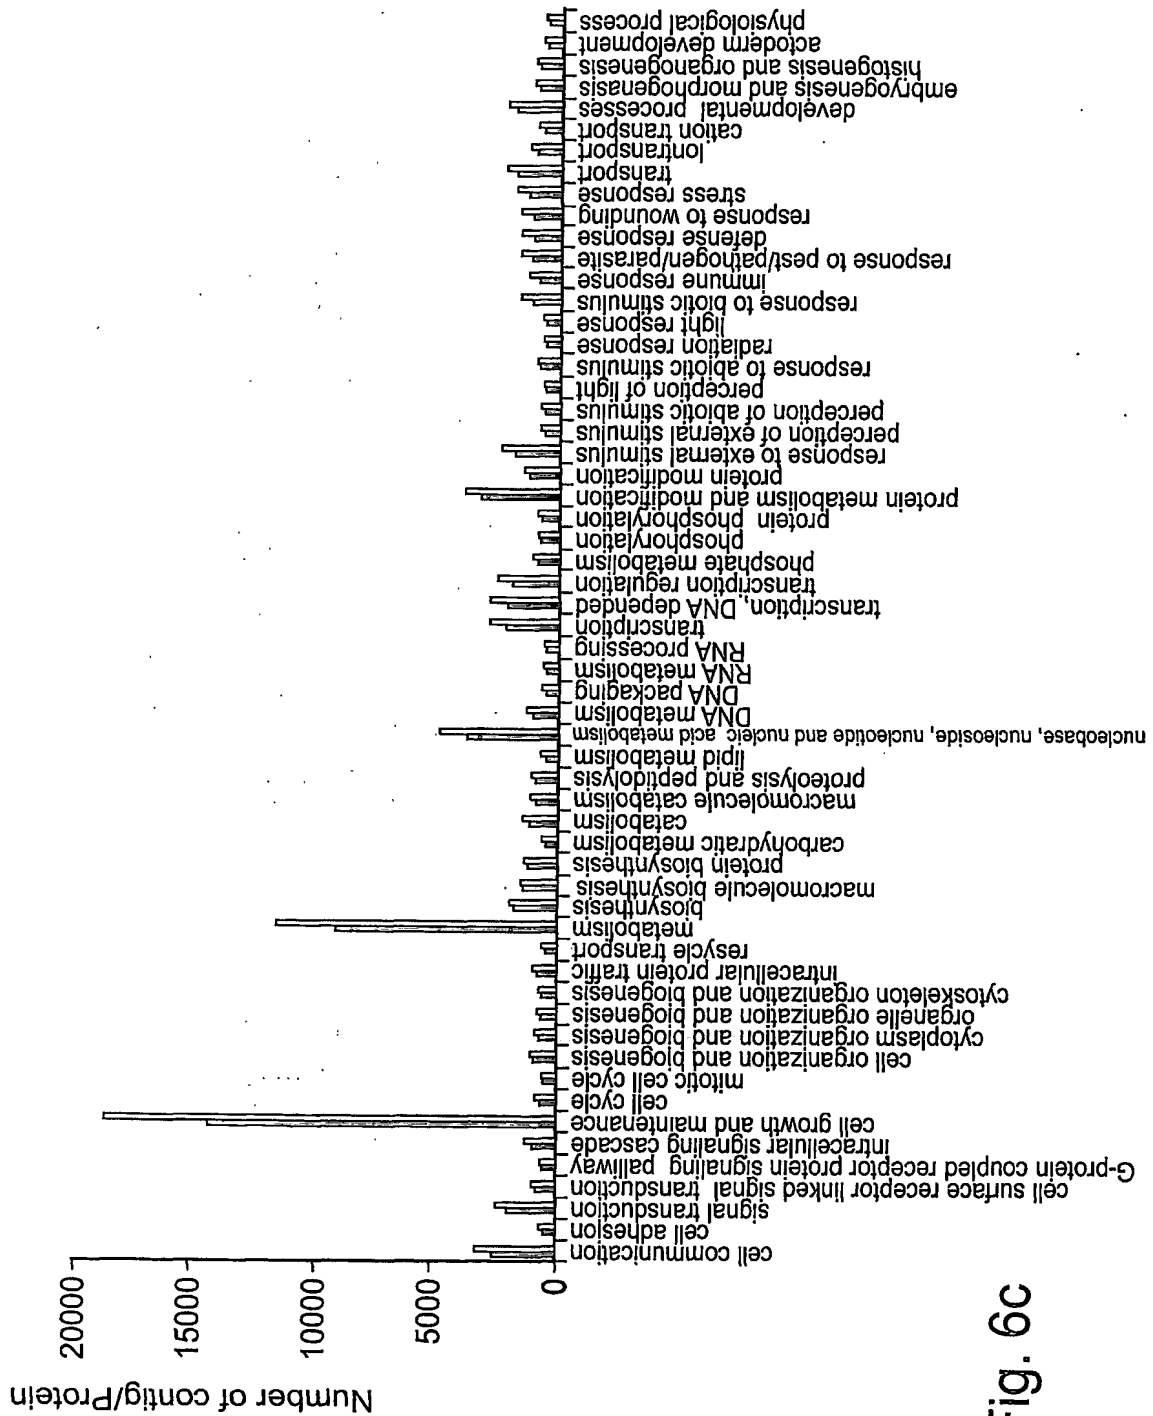 Number of contig/Protein
20000
15000
10000
5000
0
cell communication
cell adhesion
signal transduction
cell surface receptor linked signal transduction
G-protein coupled receptor protein signaling palliway
intracellular signaling cascade
cell growth and maintenance
cell cycle
mitotic cell cycle
cell organization and biogenesis
cytoplasm organization and biogenesis
organelle organization and biogenesis
cytoskeleton organization and biogenesis
intracellular protein traffic
resycle transport
metabolism
biosynthesis
macromolecule biosynthesis
protein biosynthesis
carbohydratic metabolism
catabolism
macromolecule catabolism
proteolysis and peptidolysis
lipid metabolism
nucleobase, nucleoside, nucleotide and nucleic acid metabolism
DNA metabolism
DNA packaging
RNA metabolism
RNA processing
transcription
transcription, DNA depended
transcription regulation
phosphate metabolism
phosphorylation
protein phosphorylation
protein metabolism and modification
protein modification
response to external stimulus
perception of external stimulus
perception of abiotic stimulus
perception of light
response to abiotic stimulus
radiation response
light response
response to biotic stimulus
immune response
response to pest/pathogen/parasite
defense response
response to wounding
stress response
transport
Iontransport
cation transport
developmental processes
embryogenesis and morphogenasis
histogenesis and organogenesis
actoderm development
physiological process
Fig. 6c